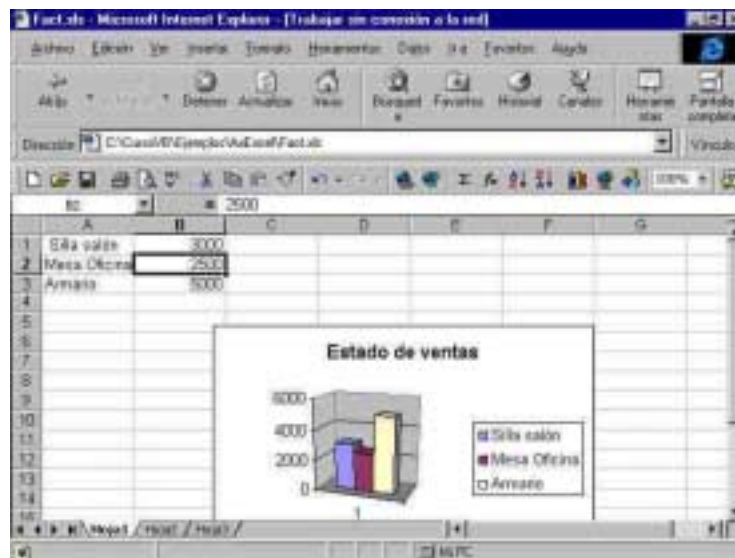 Fact.xls - Microsoft Internet Explorer - [Trabajar sin conexión a la red]
Archivo Edición Ver Insertar Formato Herramientas Datos Ir a Favoritos Ayuda
Atrás Detener Actualizar Inicio Búsqueda Favoritos Historial Canales Herramientas Pantalla completa
Dirección Vínculos
B2 = 2500
A B C D E F G
1 Silla salón 3000
2 Mesa Oficina 2500
3 Armario 5000
4
5
6
7
8
9
10
11
12
13
14
Estado de ventas
6000
4000
2000
0
1
Silla salón
Mesa Oficina
Armario
Hoja1 Hoja2 Hoja3
Mi PC